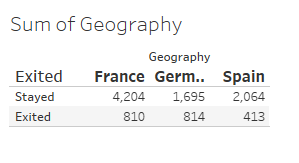 Sum of Geography
Geography
Exited France Germ.. Spain
Stayed 4,204 1,695 2,064
Exited 810 814 413